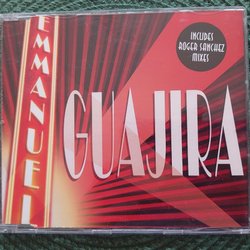 EMMANUEL
GUAJIRA
INCLUDES
ROGER SANCHEZ
MIXES